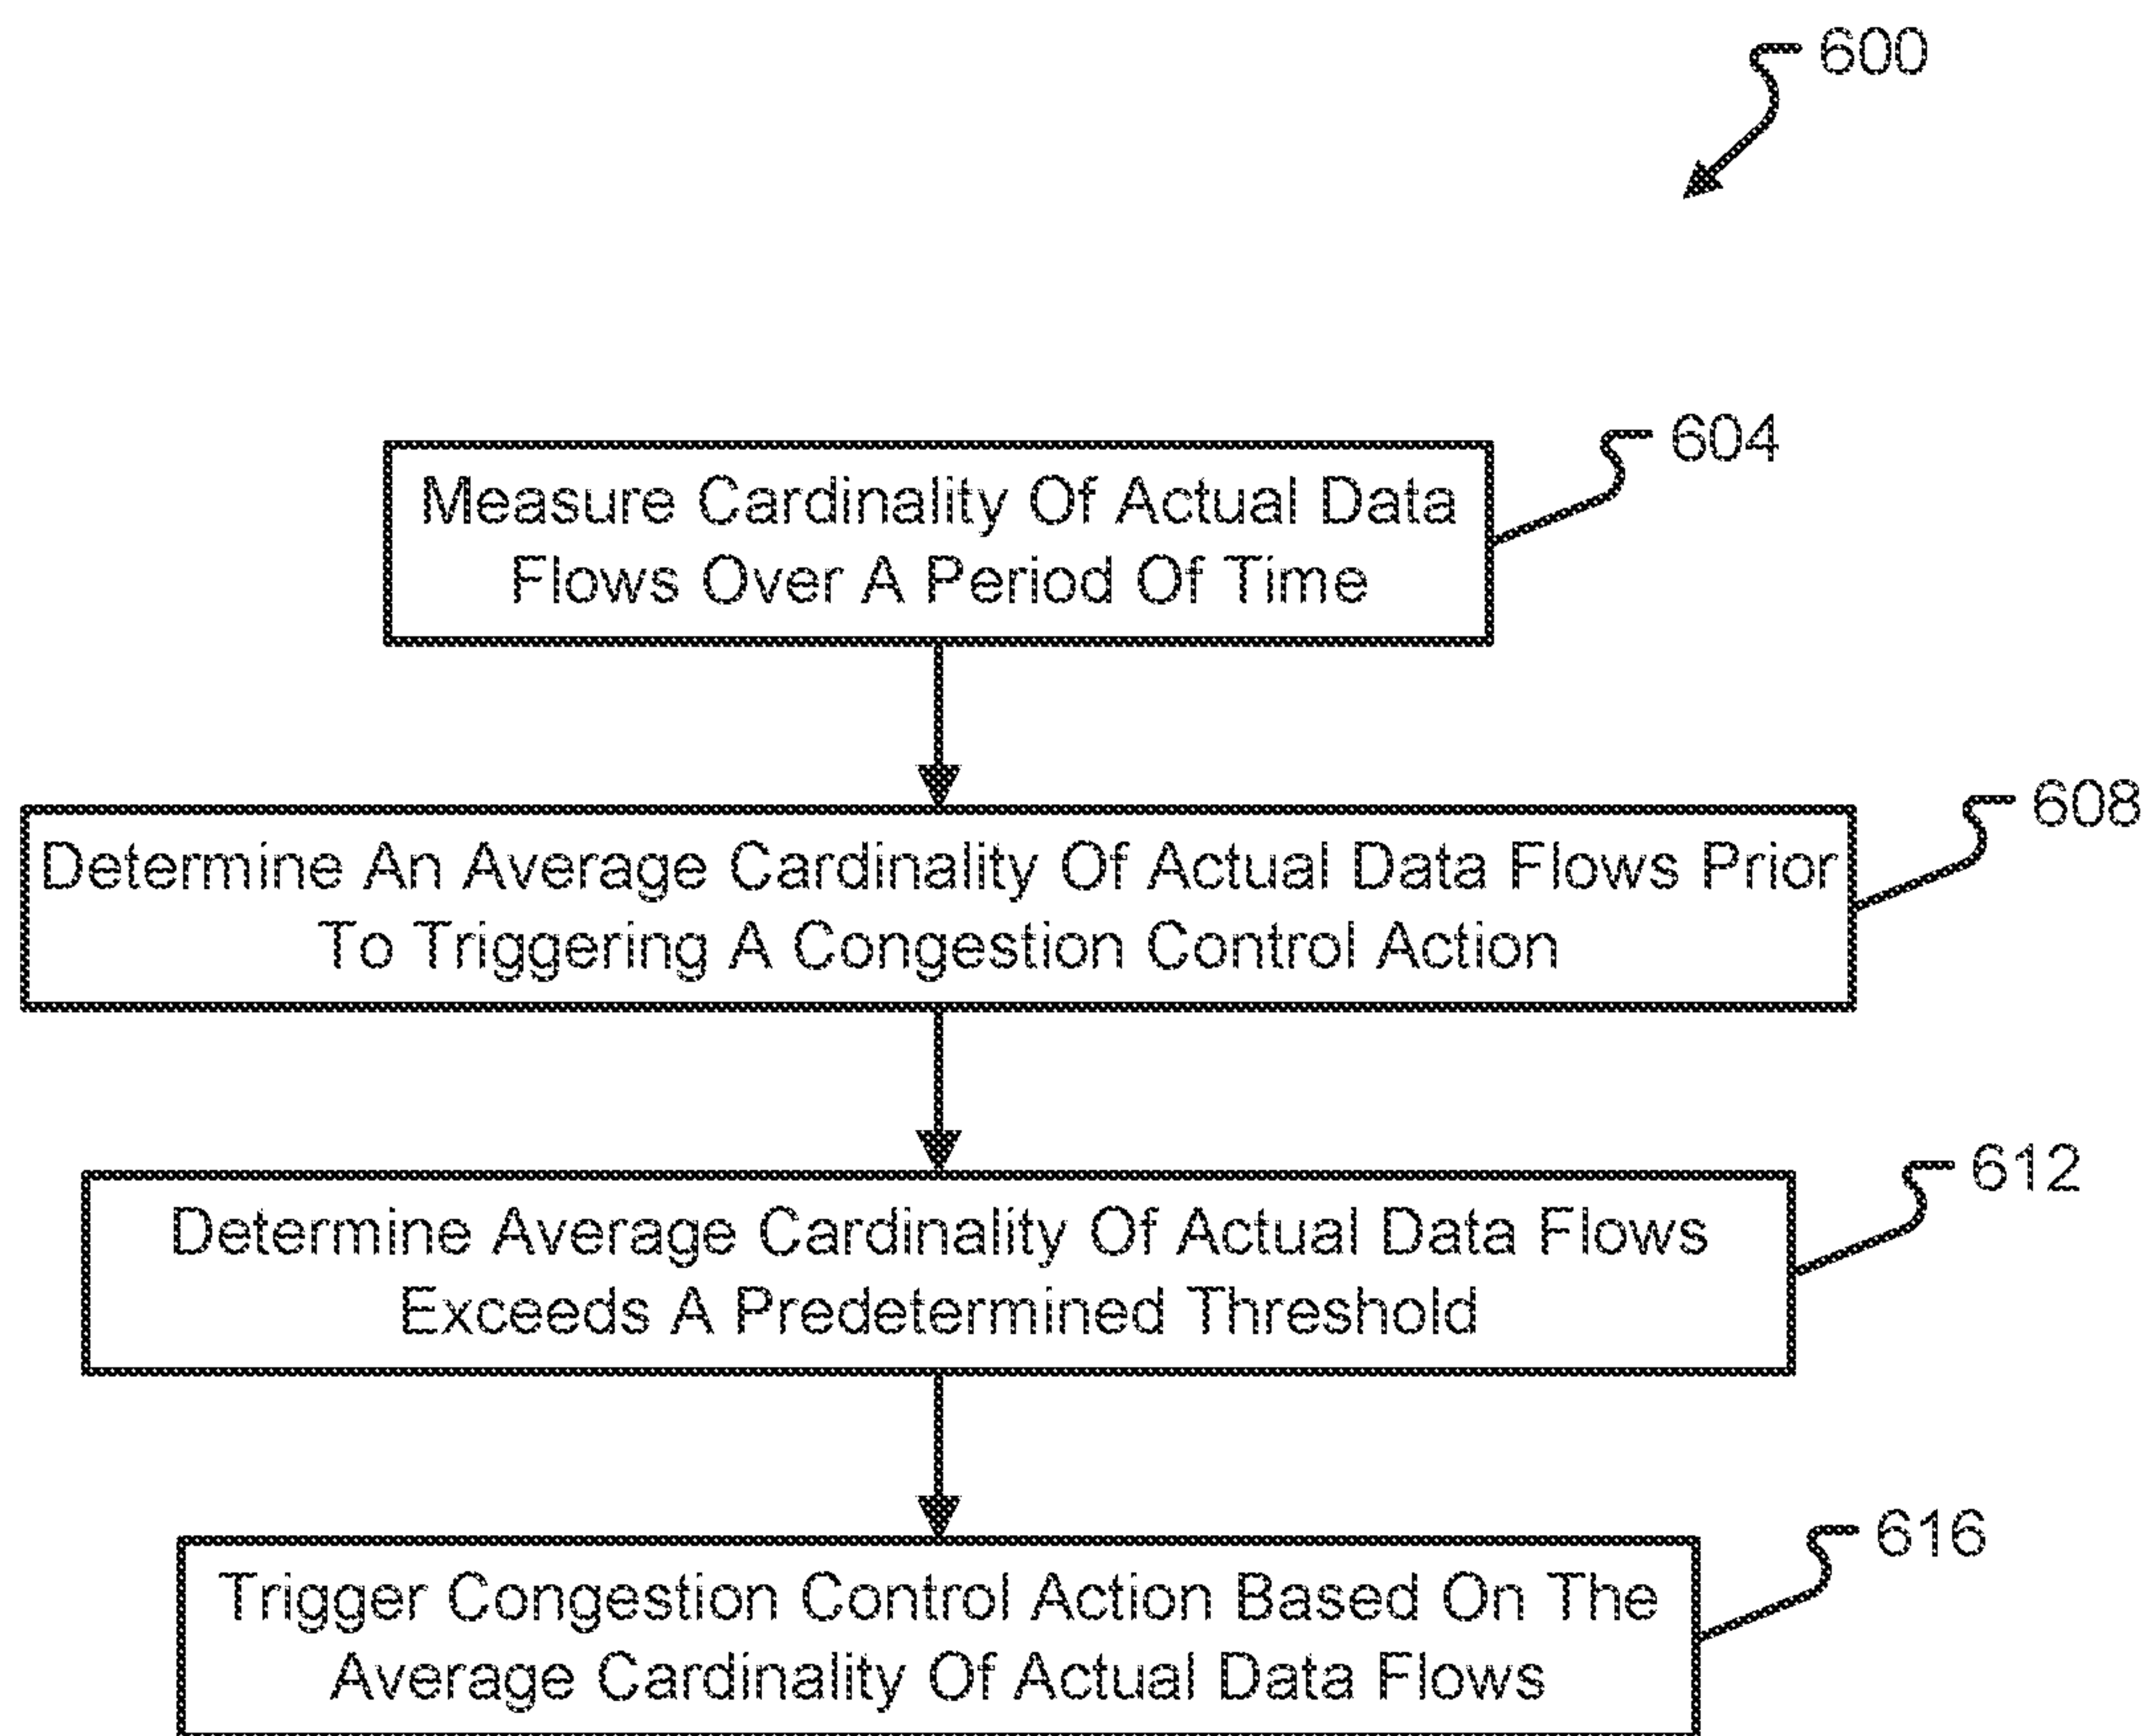 600
604
Measure Cardinality Of Actual Data
Flows Over A Period Of Time
608
Determine An Average Cardinality Of Actual Data Flows Prior
To Triggering A Congestion Control Action
612
Determine Average Cardinality Of Actual Data Flows
Exceeds A Predetermined Threshold
616
Trigger Congestion Control Action Based On The
Average Cardinality Of Actual Data Flows